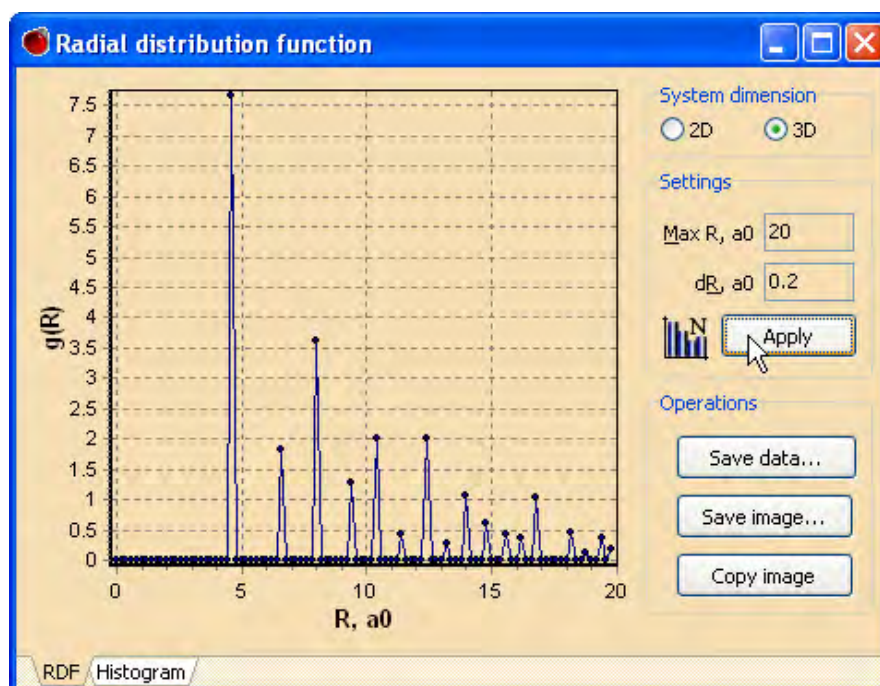 Radial distribution function
7.5
7
6.5
6
5.5
5
4.5
4
3.5
3
2.5
2
1.5
1
0.5
0
g(R)
0 5 10 15 20
R, a0
System dimension
2D 3D
Settings
Max R, a0 20
dR, a0 0.2
N Apply
Operations
Save data...
Save image...
Copy image
RDF Histogram